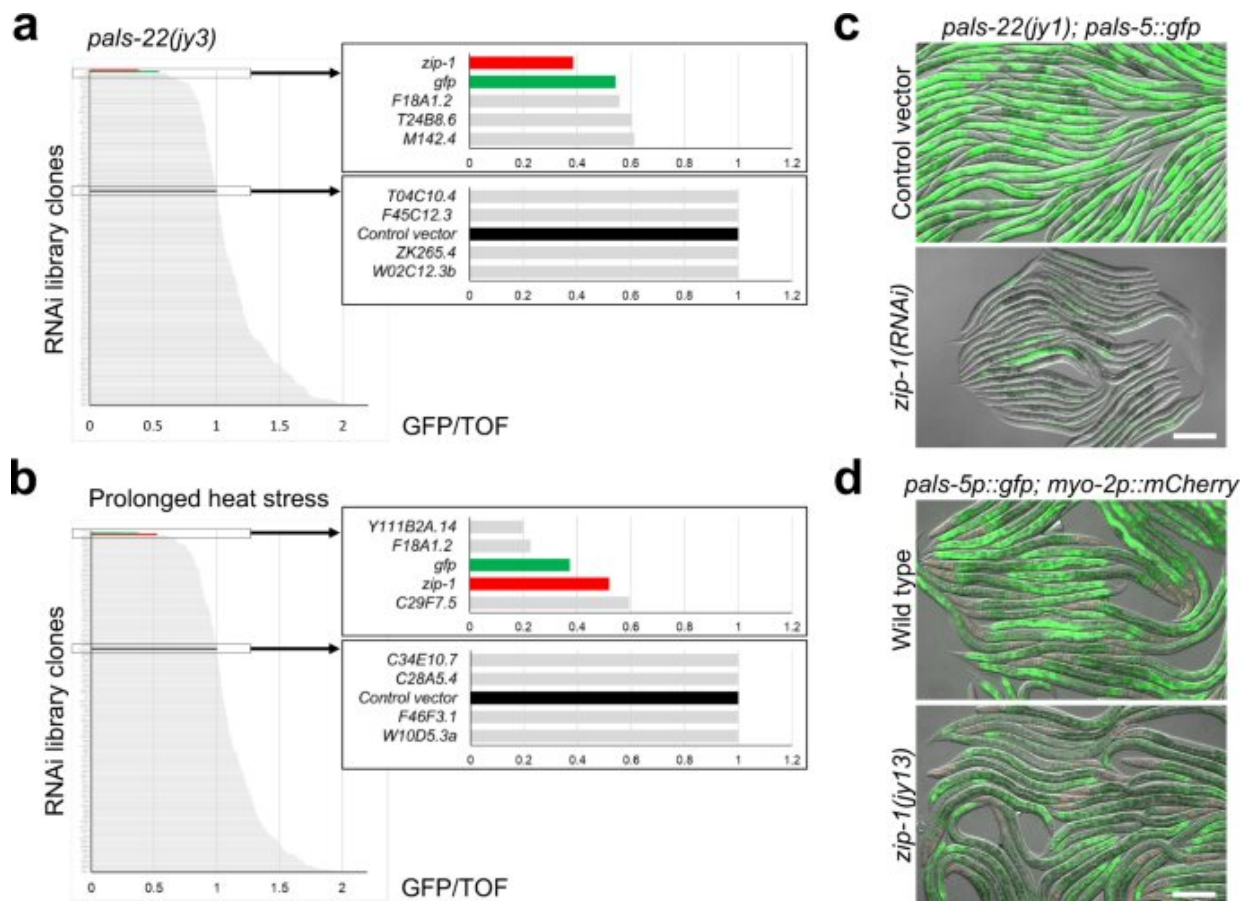 a
pals-22(jy3)
RNAi library clones
0 0.5 1 1.5 2
GFP/TOF
zip-1
gfp
F18A1.2
T24B8.6
M142.4
0 0.2 0.4 0.6 0.8 1 1.2
T04C10.4
F45C12.3
Control vector
ZK265.4
W02C12.3b
0 0.2 0.4 0.6 0.8 1 1.2
b
Prolonged heat stress
RNAi library clones
0 0.5 1 1.5 2
GFP/TOF
Y111B2A.14
F18A1.2
gfp
zip-1
C29F7.5
0 0.2 0.4 0.6 0.8 1 1.2
C34E10.7
C28A5.4
Control vector
F46F3.1
W10D5.3a
0 0.2 0.4 0.6 0.8 1 1.2
c
pals-22(jy1); pals-5::gfp
Control vector
zip-1(RNAi)
d
pals-5p::gfp; myo-2p::mCherry
Wild type
zip-1(jy13)